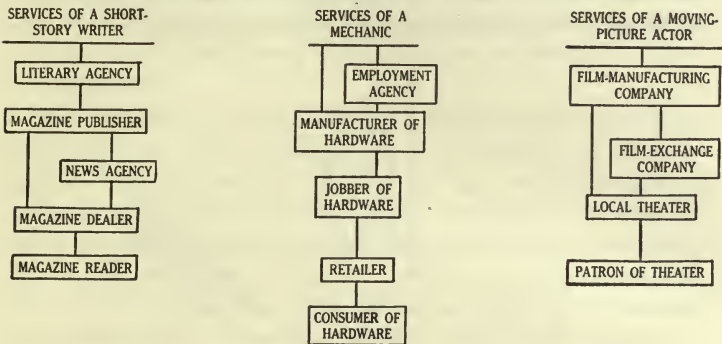 SERVICES OF A SHORT-
STORY WRITER
LITERARY AGENCY
MAGAZINE PUBLISHER
NEWS AGENCY
MAGAZINE DEALER
MAGAZINE READER
SERVICES OF A
MECHANIC
EMPLOYMENT
AGENCY
MANUFACTURER OF
HARDWARE
JOBBER OF
HARDWARE
RETAILER
CONSUMER OF
HARDWARE
SERVICES OF A MOVING-
PICTURE ACTOR
FILM-MANUFACTURING
COMPANY
FILM-EXCHANGE
COMPANY
LOCAL THEATER
PATRON OF THEATER